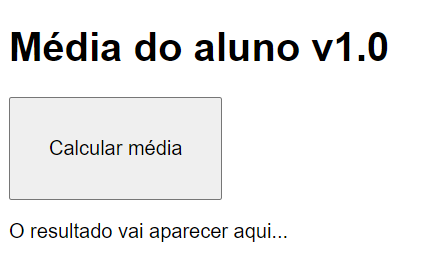 Média do aluno v1.0
Calcular média
O resultado vai aparecer aqui...